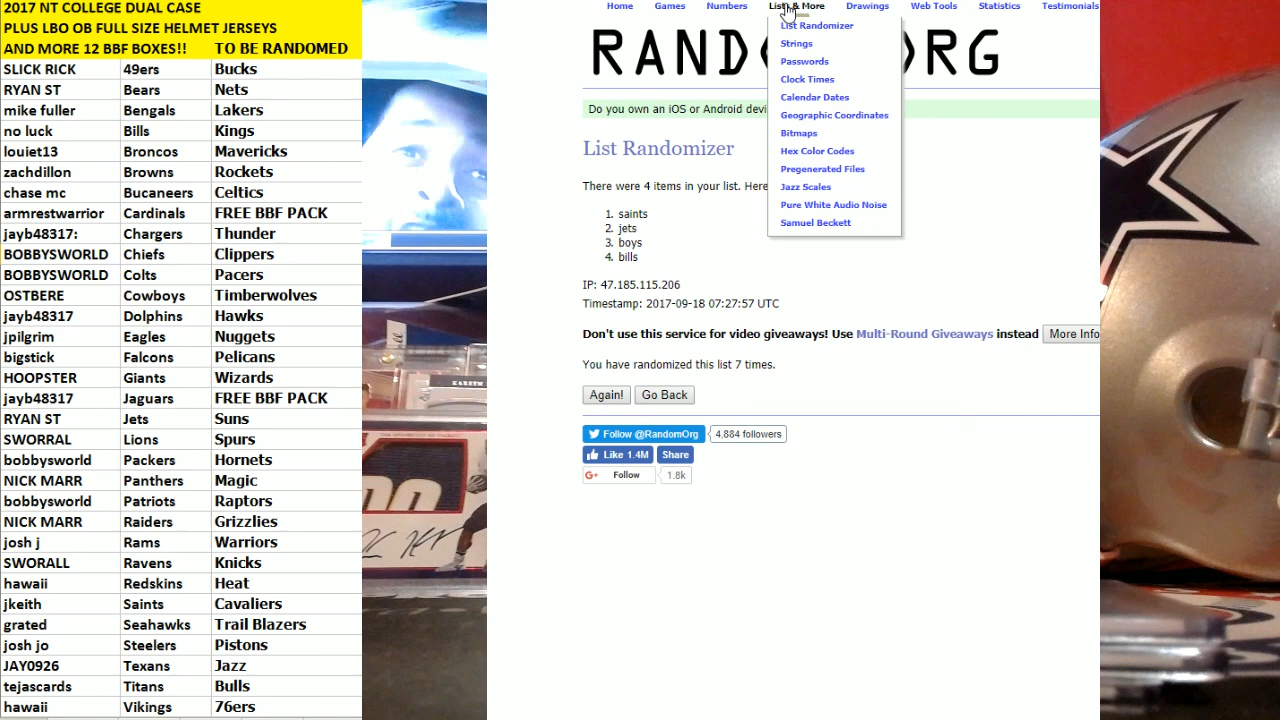 2017 NT COLLEGE DUAL CASE
PLUS LBO OB FULL SIZE HELMET JERSEYS
AND MORE 12 BBF BOXES!! TO BE RANDOMED
SLICK RICK 49ers Bucks
RYAN ST Bears Nets
mike fuller Bengals Lakers
no luck Bills Kings
louiet13 Broncos Mavericks
zachdillon Browns Rockets
chase mc Bucaneers Celtics
armrestwarrior Cardinals FREE BBF PACK
jayb48317: Chargers Thunder
BOBBYSWORLD Chiefs Clippers
BOBBYSWORLD Colts Pacers
OSTBERE Cowboys Timberwolves
jayb48317 Dolphins Hawks
jpilgrim Eagles Nuggets
bigstick Falcons Pelicans
HOOPSTER Giants Wizards
jayb48317 Jaguars FREE BBF PACK
RYAN ST Jets Suns
SWORRAL Lions Spurs
bobbysworld Packers Hornets
NICK MARR Panthers Magic
bobbysworld Patriots Raptors
NICK MARR Raiders Grizzlies
josh j Rams Warriors
SWORALL Ravens Knicks
hawaii Redskins Heat
jkeith Saints Cavaliers
grated Seahawks Trail Blazers
josh jo Steelers Pistons
JAY0926 Texans Jazz
tejascards Titans Bulls
hawaii Vikings 76ers
Home Games Numbers Lists & More Drawings Web Tools Statistics Testimonials
List Randomizer
Strings
Passwords
Clock Times
Calendar Dates
Geographic Coordinates
Bitmaps
Hex Color Codes
Pregenerated Files
Jazz Scales
Pure White Audio Noise
Samuel Beckett
RAND RG
Do you own an iOS or Android devi
List Randomizer
There were 4 items in your list. Here
1. saints
2. jets
3. boys
4. bills
IP: 47.185.115.206
Timestamp: 2017-09-18 07:27:57 UTC
Don't use this service for video giveaways! Use Multi-Round Giveaways instead More Info
You have randomized this list 7 times.
Again! Go Back
Follow @RandomOrg 4,884 followers
Like 1.4M Share
G+ Follow 1.8k